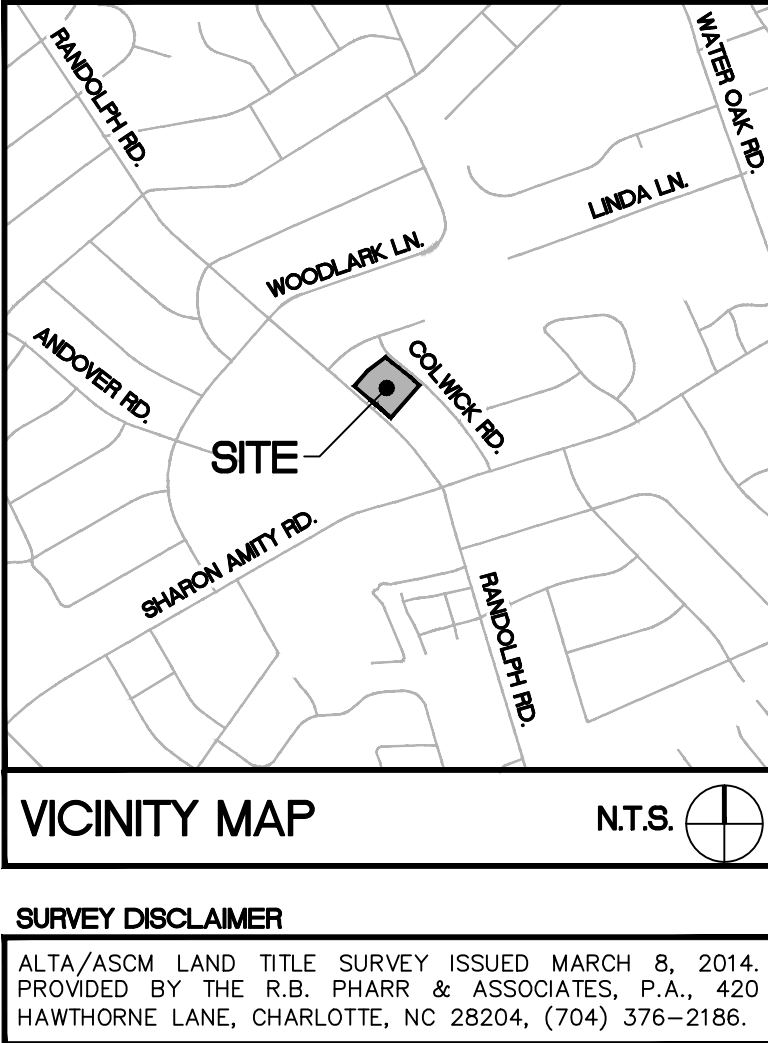 RANDOLPH RD.
WATER OAK RD.
LINDA LN.
WOODLARK LN.
ANDOVER RD.
COLWICK RD.
SITE
SHARON AMITY RD.
RANDOLPH RD.
VICINITY MAP
N.T.S.
SURVEY DISCLAIMER
ALTA/ASCM LAND TITLE SURVEY ISSUED MARCH 8, 2014.
PROVIDED BY THE R.B. PHARR & ASSOCIATES, P.A., 420
HAWTHORNE LANE, CHARLOTTE, NC 28204, (704) 376-2186.